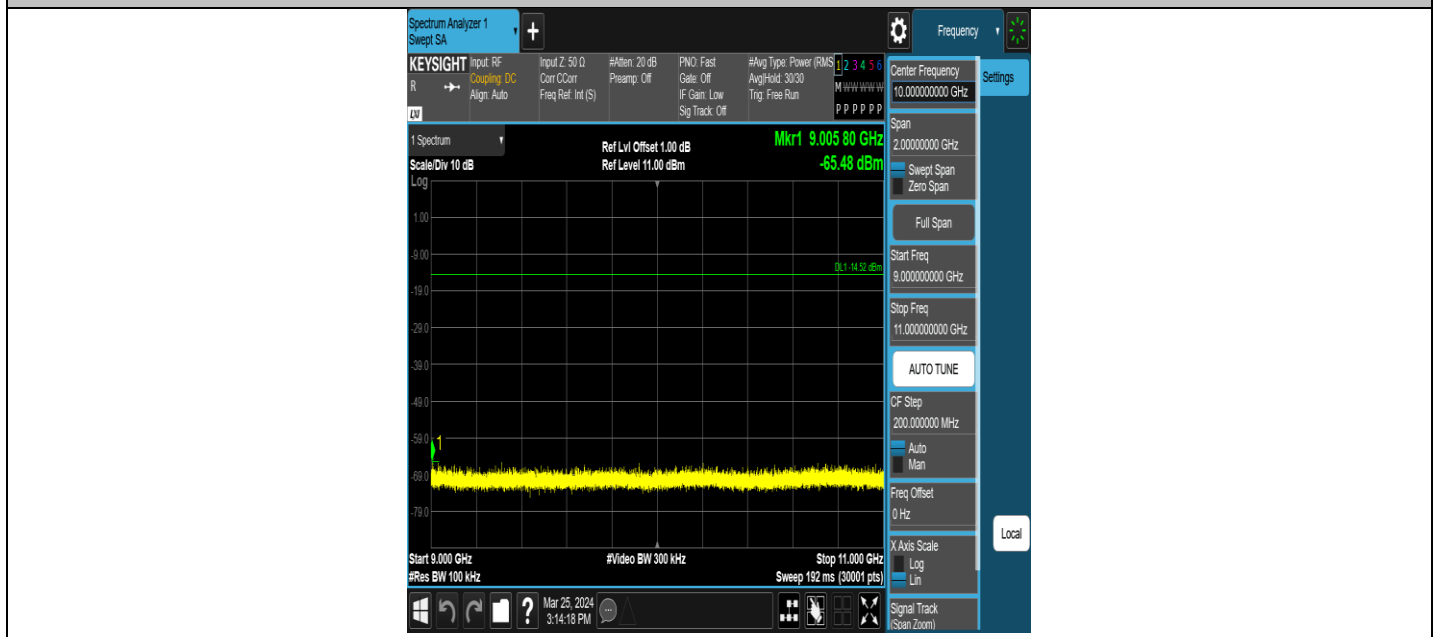 Spectrum Analyzer 1
Swept SA
+
Frequency
KEYSIGHT
R
LXI
Input: RF
Coupling: DC
Align: Auto
Input Z: 50 Ω
Corr CCorr
Freq Ref: Int (S)
#Atten: 20 dB
Preamp: Off
PNO: Fast
Gate: Off
IF Gain: Low
Sig Track: Off
#Avg Type: Power (RMS
Avg|Hold: 30/30
Trig: Free Run
1 2 3 4 5 6
M W W W W W
P P P P P P
1 Spectrum
Scale/Div 10 dB
Ref Lvl Offset 1.00 dB
Ref Level 11.00 dBm
Mkr1 9.005 80 GHz
-65.48 dBm
Log
1.00
-9.00
DL1 -14.52 dBm
-19.0
-29.0
-39.0
-49.0
-59.0
1
-69.0
-79.0
Start 9.000 GHz
#Video BW 300 kHz
Stop 11.000 GHz
#Res BW 100 kHz
Sweep 192 ms (30001 pts)
Center Frequency
10.000000000 GHz
Settings
Span
2.00000000 GHz
Swept Span
Zero Span
Full Span
Start Freq
9.000000000 GHz
Stop Freq
11.000000000 GHz
AUTO TUNE
CF Step
200.000000 MHz
Auto
Man
Freq Offset
0 Hz
X Axis Scale
Log
Lin
Signal Track
(Span Zoom)
Local
?
Mar 25, 2024
3:14:18 PM